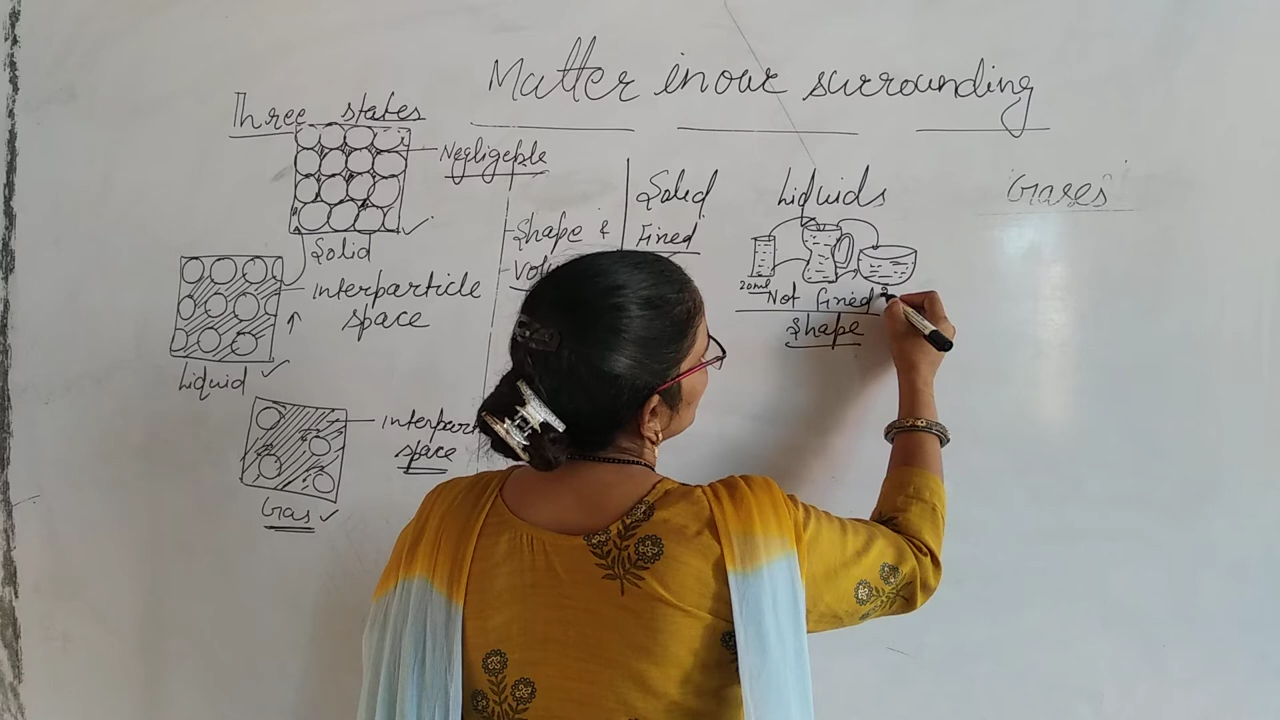 Matter in our surrounding
Three states
Negligeble
Solid
interparticle
space
Liquid
space
Gas
Shape &
Solid
Fixed
Liquids
20ml
Not fixed
Shape
Gases